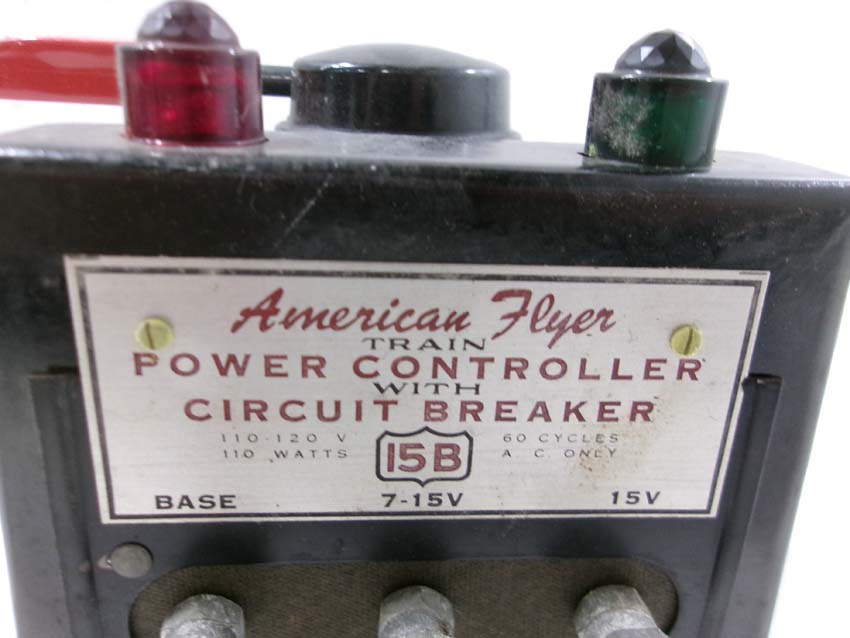 American Flyer
TRAIN
POWER CONTROLLER
WITH
CIRCUIT BREAKER
110-120 V 60 CYCLES
110 WATTS 15B A C. ONLY
BASE 7-15V 15V